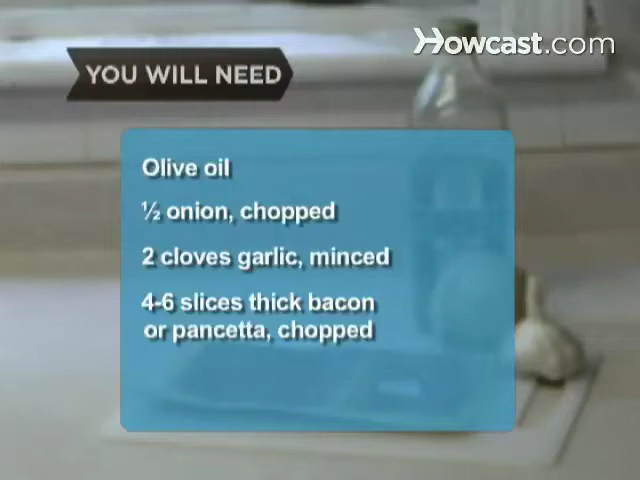 Howcast.com
YOU WILL NEED
Olive oil
½ onion, chopped
2 cloves garlic, minced
4-6 slices thick bacon
or pancetta, chopped